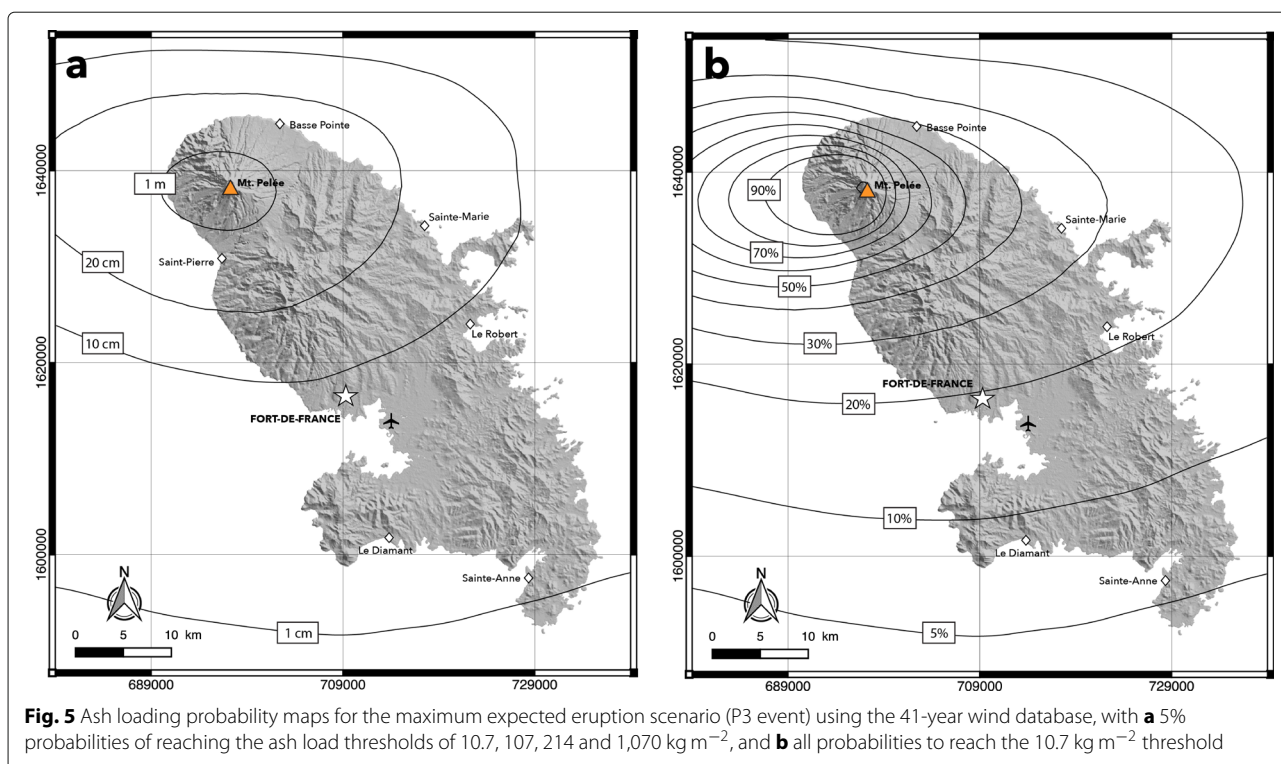 a
Basse Pointe
1 m
Mt. Pelée
Sainte-Marie
Saint-Pierre
20 cm
10 cm
Le Robert
FORT-DE-FRANCE
Le Diamant
Sainte-Anne
1 cm
N
0 5 10 km
1640000
1620000
1600000
689000 709000 729000
b
Basse Pointe
90%
Mt. Pelée
Sainte-Marie
70%
50%
30%
Le Robert
FORT-DE-FRANCE
20%
10%
Le Diamant
Sainte-Anne
5%
N
0 5 10 km
1640000
1620000
1600000
689000 709000 729000
Fig. 5 Ash loading probability maps for the maximum expected eruption scenario (P3 event) using the 41-year wind database, with a 5%
probabilities of reaching the ash load thresholds of 10.7, 107, 214 and 1,070 kg m−2, and b all probabilities to reach the 10.7 kg m−2 threshold